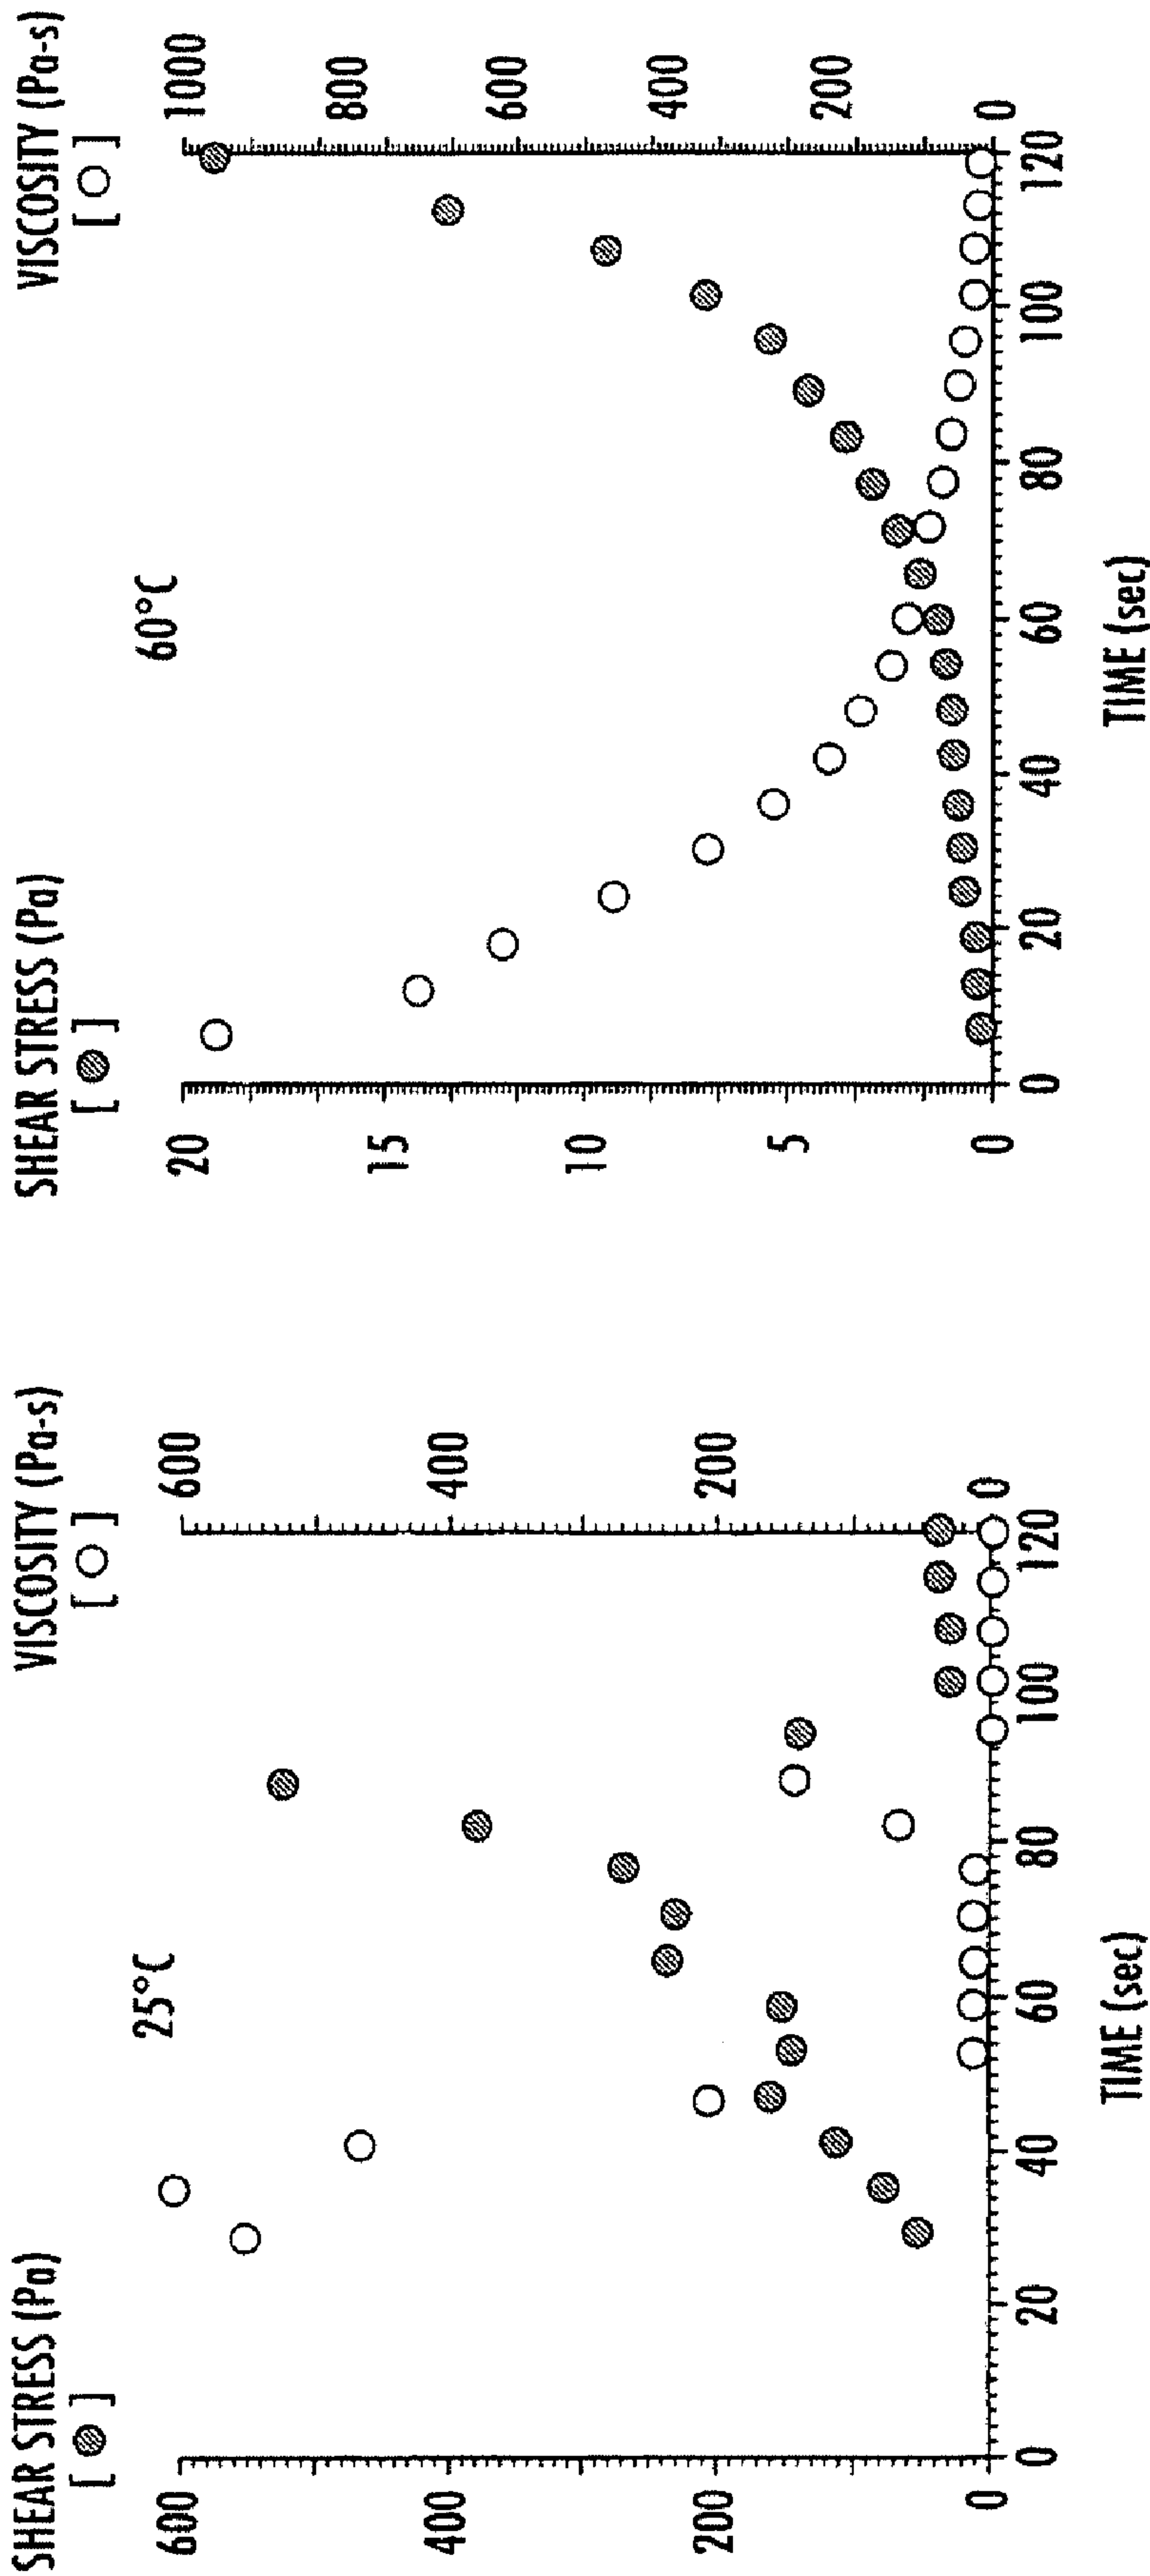 SHEAR STRESS (Pa)
[ ]
VISCOSITY (Pa-s)
[ ]
25°C
600
400
200
0
600
400
200
0
0 20 40 60 80 100 120
TIME (sec)
SHEAR STRESS (Pa)
[ ]
VISCOSITY (Pa-s)
[ ]
60°C
20
15
10
5
0
1000
800
600
400
200
0
0 20 40 60 80 100 120
TIME (sec)